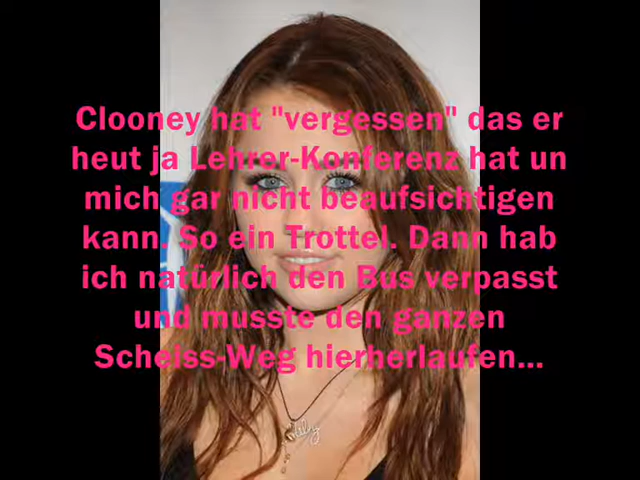 Clooney hat "vergessen" das er
heut ja Lehrer-Konferenz hat un
mich gar nicht beaufsichtigen
kann. So ein Trottel. Dann hab
ich natürlich den Bus verpasst
und musste den ganzen
Scheiss-Weg hierherlaufen...